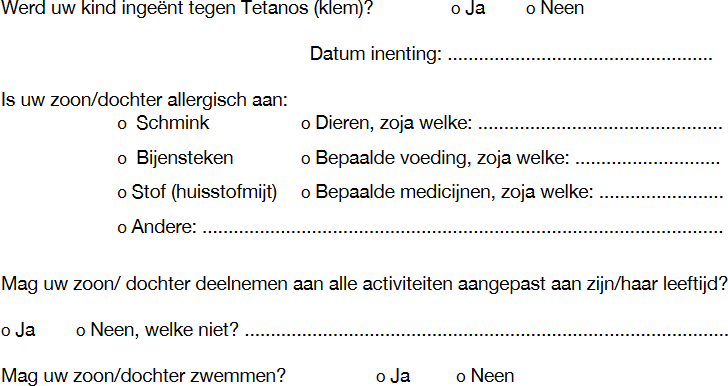 Werd uw kind ingeënt tegen Tetanos (klem)? o Ja o Neen
Datum inenting: ...................................................
Is uw zoon/dochter allergisch aan:
o Schmink o Dieren, zoja welke: ...............................................
o Bijensteken o Bepaalde voeding, zoja welke: ............................
o Stof (huisstofmijt) o Bepaalde medicijnen, zoja welke: ........................
o Andere: ....................................................................................................
Mag uw zoon/ dochter deelnemen aan alle activiteiten aangepast aan zijn/haar leeftijd?
o Ja o Neen, welke niet? .............................................................................................
Mag uw zoon/dochter zwemmen? o Ja o Neen